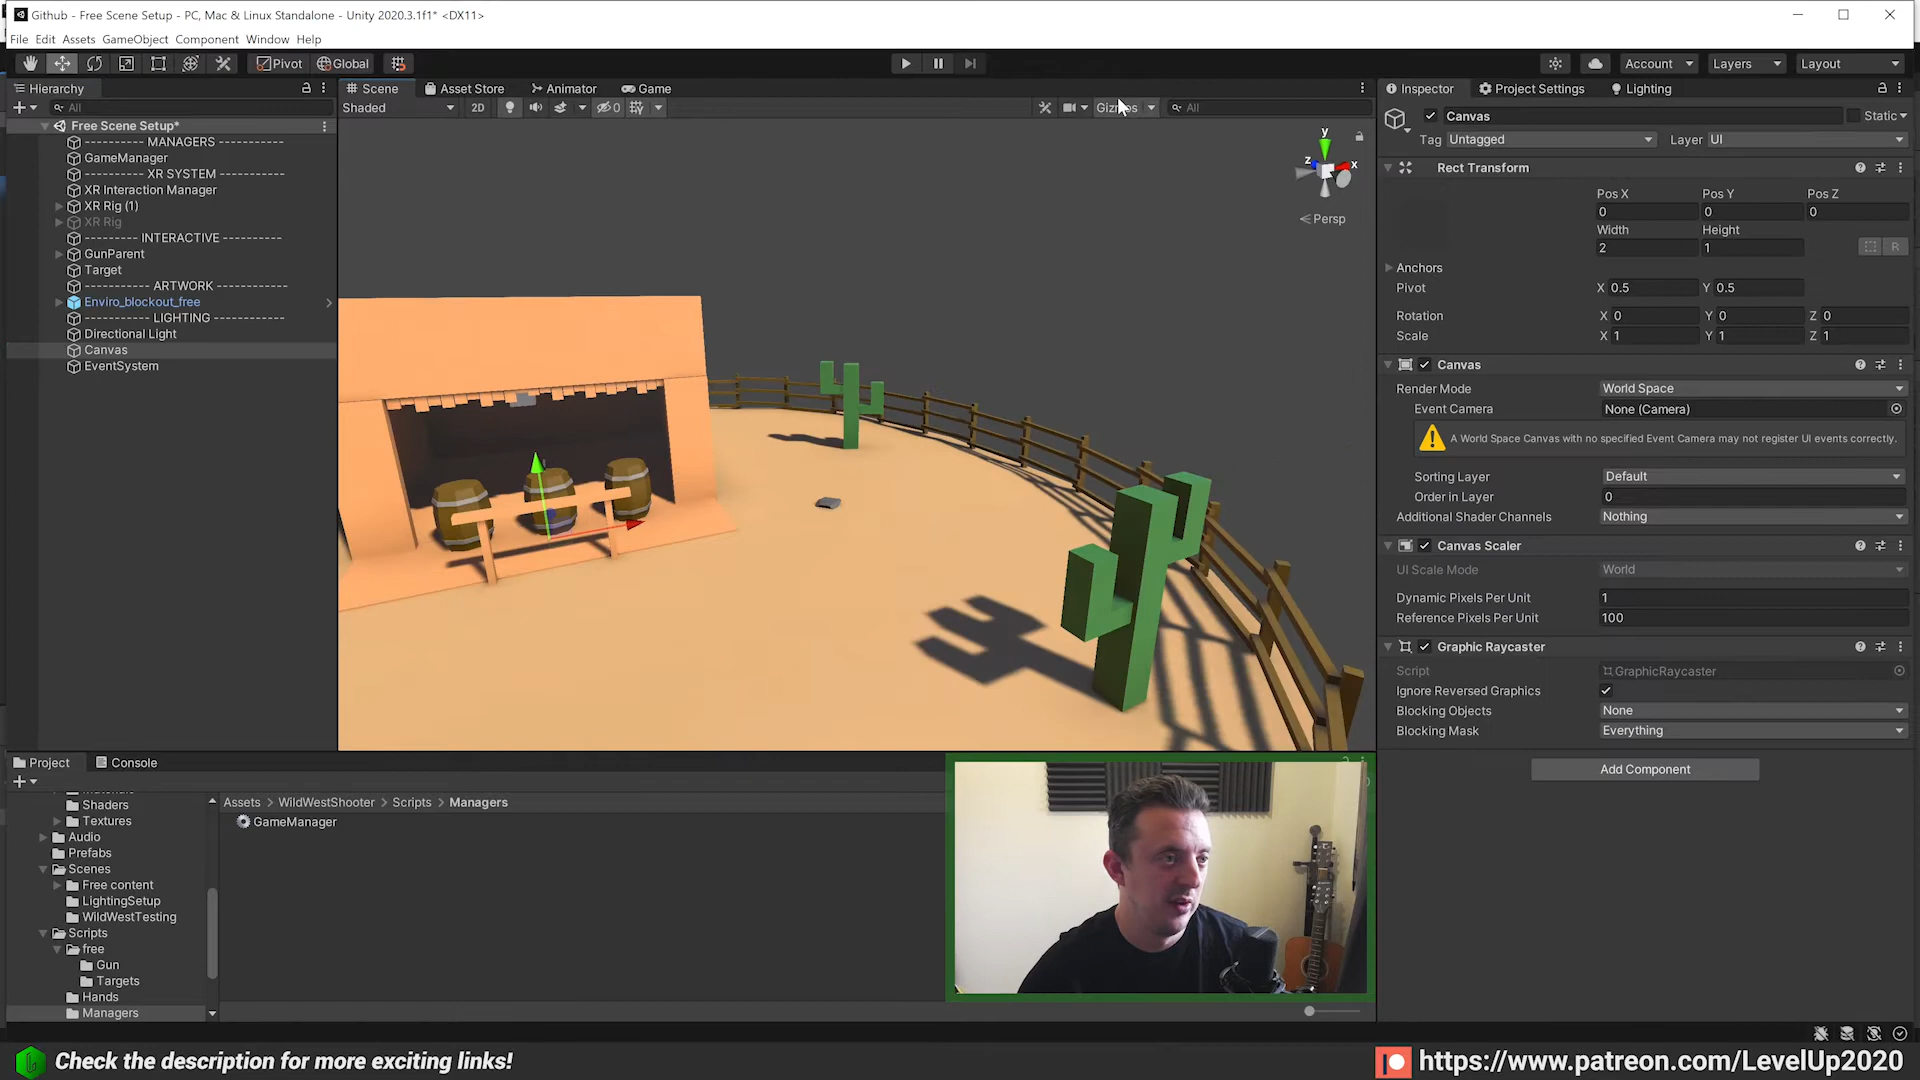 Github - Free Scene Setup - PC, Mac & Linux Standalone - Unity 2020.3.1f1* <DX11>
File Edit Assets GameObject Component Window Help
Pivot Global Account Layers Layout
Hierarchy
All
Free Scene Setup*
----------- MANAGERS -----------
GameManager
---------- XR SYSTEM ----------
XR Interaction Manager
XR Rig (1)
XR Rig
---------- INTERACTIVE ----------
GunParent
Target
------------ ARTWORK ------------
Enviro_blockout_free
------------ LIGHTING ------------
Directional Light
Canvas
EventSystem
Scene Asset Store Animator Game
Shaded 2D 0 Gizmos All
y
z x
Persp
Inspector Project Settings Lighting
Canvas Static
Tag Untagged Layer UI
Rect Transform
Pos X Pos Y Pos Z
0 0 0
Width Height
2 1
R
Anchors
Pivot X 0.5 Y 0.5
Rotation X 0 Y 0 Z 0
Scale X 1 Y 1 Z 1
Canvas
Render Mode World Space
Event Camera None (Camera)
A World Space Canvas with no specified Event Camera may not register UI events correctly.
Sorting Layer Default
Order in Layer 0
Additional Shader Channels Nothing
Canvas Scaler
UI Scale Mode World
Dynamic Pixels Per Unit 1
Reference Pixels Per Unit 100
Graphic Raycaster
Script GraphicRaycaster
Ignore Reversed Graphics
Blocking Objects None
Blocking Mask Everything
Add Component
Project Console
Shaders
Textures
Audio
Prefabs
Scenes
Free content
LightingSetup
WildWestTesting
Scripts
free
Gun
Targets
Hands
Managers
Assets > WildWestShooter > Scripts > Managers
GameManager
Check the description for more exciting links!
https://www.patreon.com/LevelUp2020